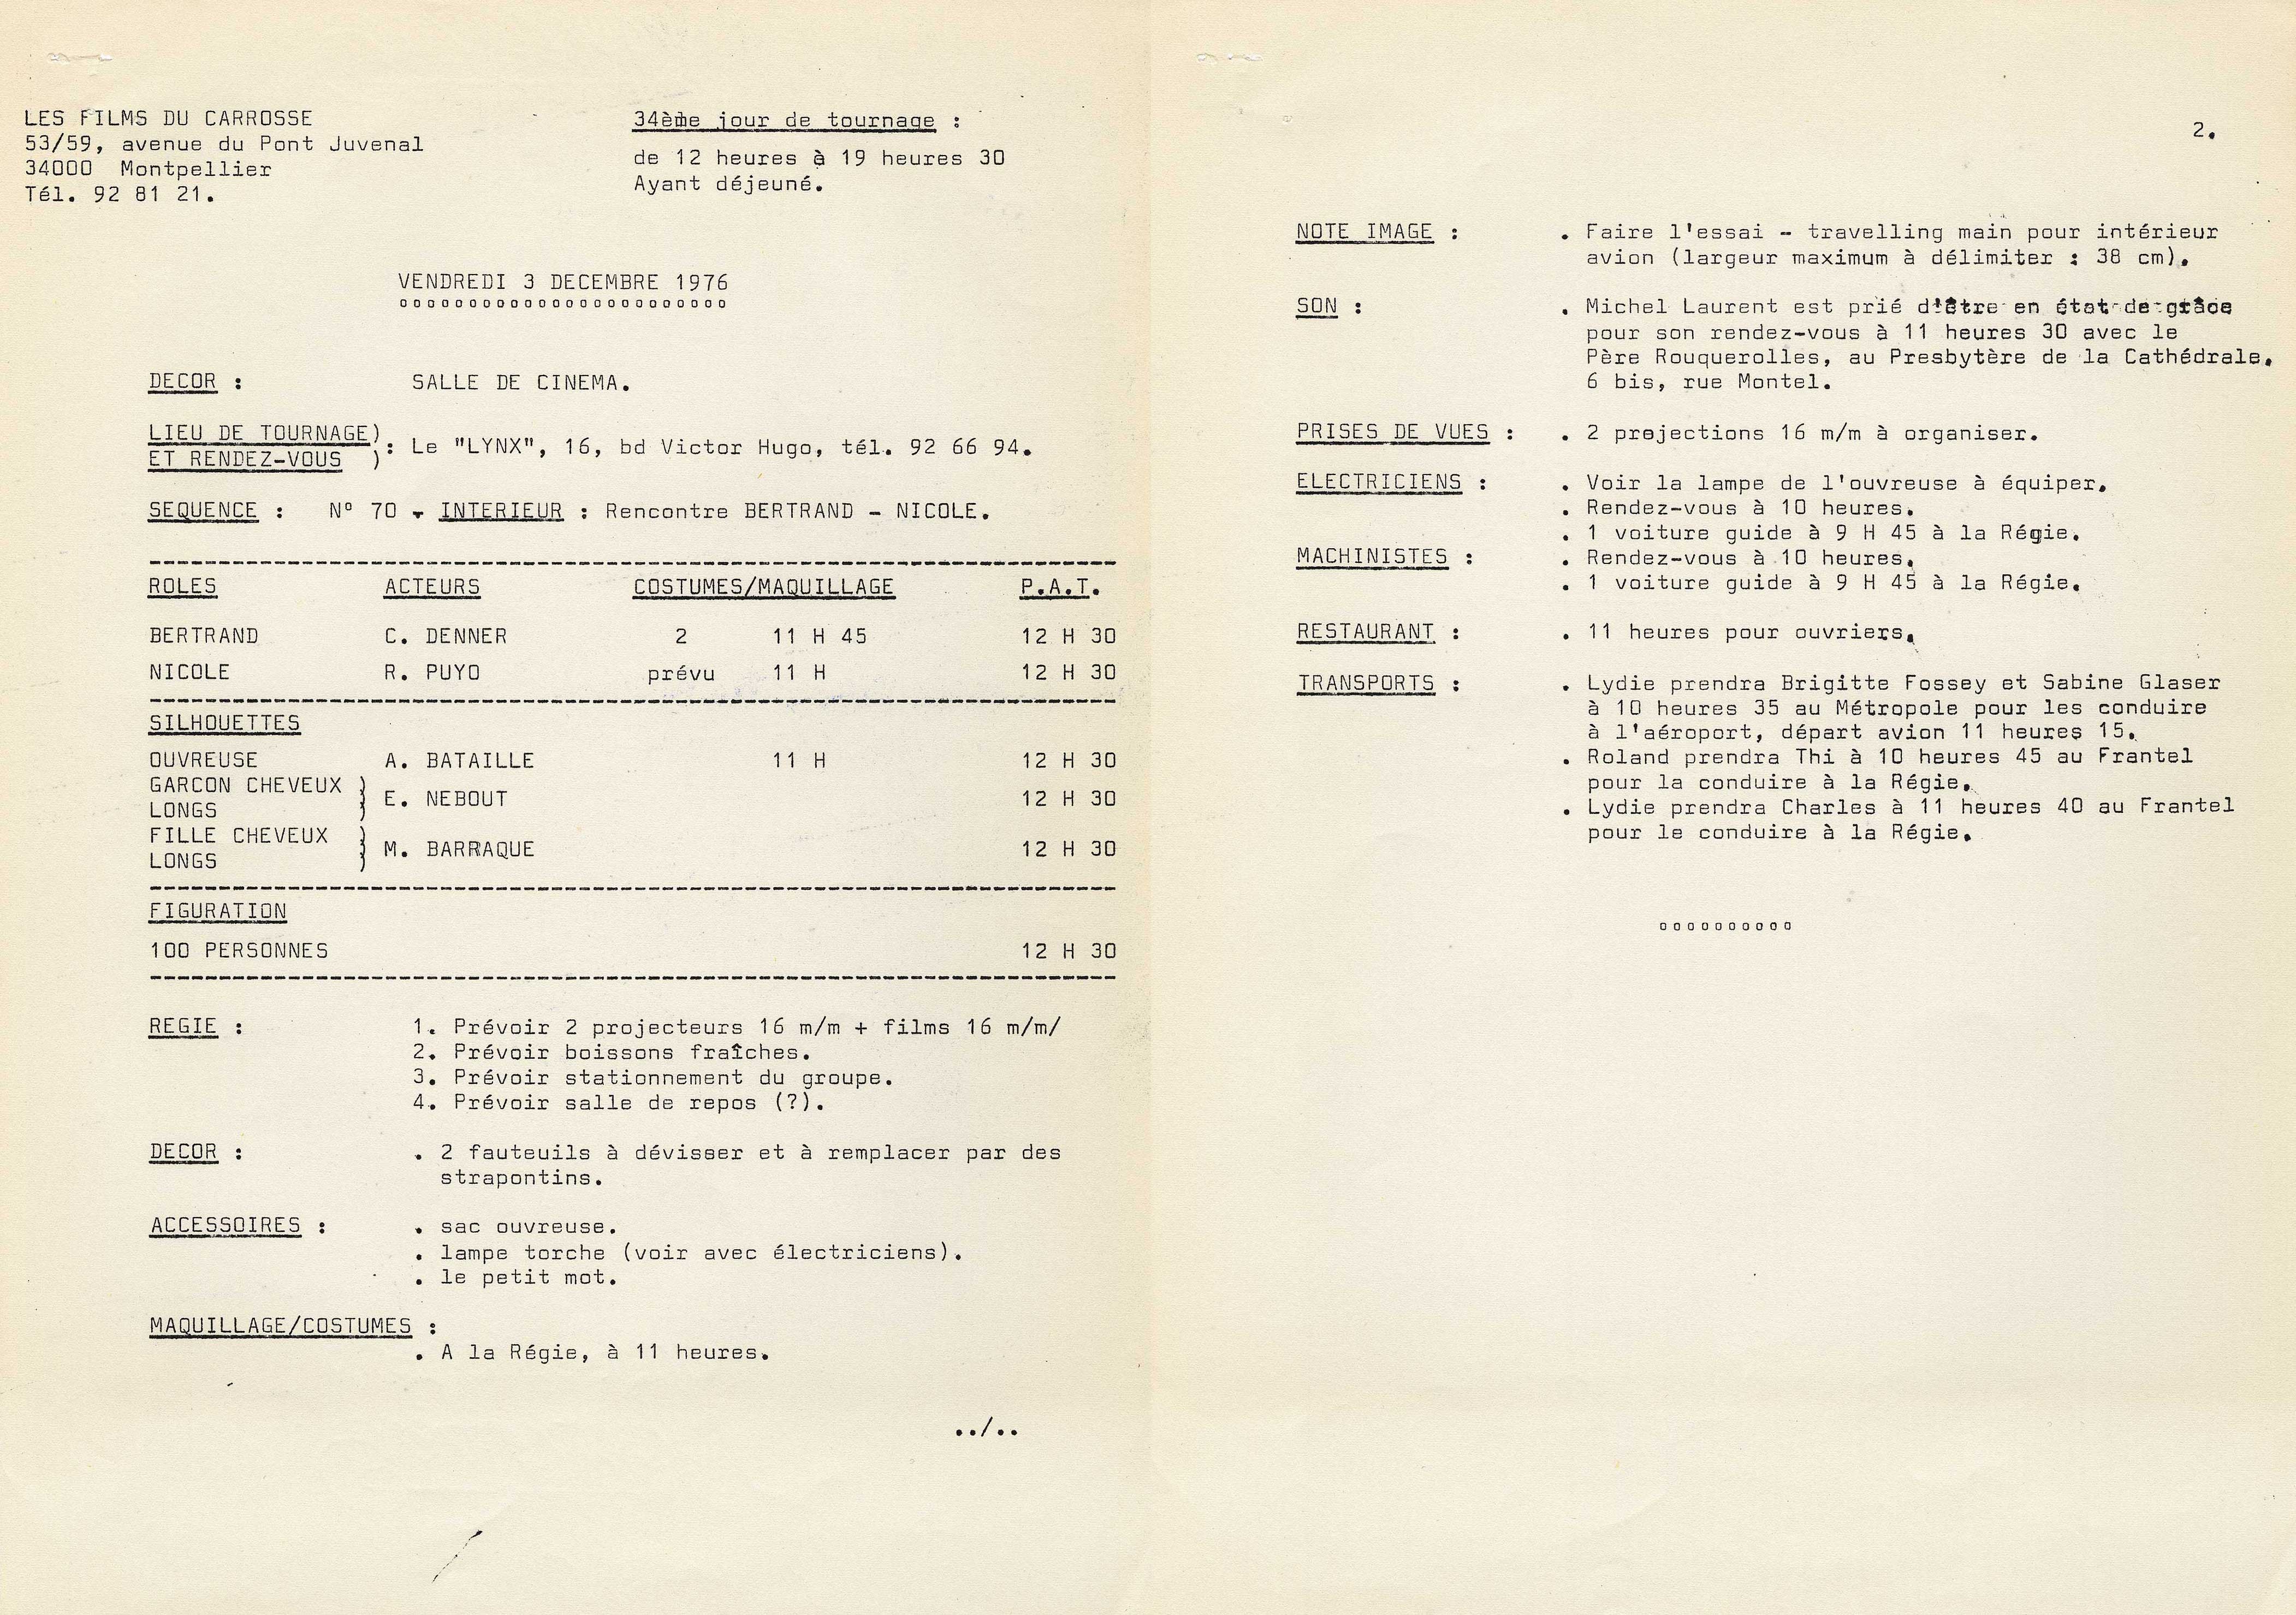 LES FILMS DU CARROSSE
53/59, avenue du Pont Juvenal
34000 Montpellier
Tél. 92 81 21.
34ème jour de tournage :
de 12 heures à 19 heures 30
Ayant déjeuné.
VENDREDI 3 DECEMBRE 1976
oooooooooooooooooooooooo
DECOR : SALLE DE CINEMA.
LIEU DE TOURNAGE)
ET RENDEZ-VOUS ) : Le "LYNX", 16, bd Victor Hugo, tél. 92 66 94.
SEQUENCE : Nº 70 - INTERIEUR : Rencontre BERTRAND - NICOLE.
ROLES ACTEURS COSTUMES/MAQUILLAGE P.A.T.
BERTRAND C. DENNER 2 11 H 45 12 H 30
NICOLE R. PUYO prévu 11 H 12 H 30
SILHOUETTES
OUVREUSE A. BATAILLE 11 H 12 H 30
GARCON CHEVEUX )
LONGS ) E. NEBOUT 12 H 30
FILLE CHEVEUX )
LONGS ) M. BARRAQUE 12 H 30
FIGURATION
100 PERSONNES 12 H 30
REGIE : 1. Prévoir 2 projecteurs 16 m/m + films 16 m/m/
2. Prévoir boissons fraîches.
3. Prévoir stationnement du groupe.
4. Prévoir salle de repos (?).
DECOR : . 2 fauteuils à dévisser et à remplacer par des
strapontins.
ACCESSOIRES : . sac ouvreuse.
. lampe torche (voir avec électriciens).
. le petit mot.
MAQUILLAGE/COSTUMES :
. A la Régie, à 11 heures.
../..
2.
NOTE IMAGE : . Faire l'essai - travelling main pour intérieur
avion (largeur maximum à délimiter : 38 cm).
SON : . Michel Laurent est prié d'être en état de grâce
pour son rendez-vous à 11 heures 30 avec le
Père Rouquerolles, au Presbytère de la Cathédrale.
6 bis, rue Montel.
PRISES DE VUES : . 2 projections 16 m/m à organiser.
ELECTRICIENS : . Voir la lampe de l'ouvreuse à équiper.
. Rendez-vous à 10 heures.
. 1 voiture guide à 9 H 45 à la Régie.
MACHINISTES : . Rendez-vous à 10 heures.
. 1 voiture guide à 9 H 45 à la Régie.
RESTAURANT : . 11 heures pour ouvriers.
TRANSPORTS : . Lydie prendra Brigitte Fossey et Sabine Glaser
à 10 heures 35 au Métropole pour les conduire
à l'aéroport, départ avion 11 heures 15.
. Roland prendra Thi à 10 heures 45 au Frantel
pour la conduire à la Régie.
. Lydie prendra Charles à 11 heures 40 au Frantel
pour le conduire à la Régie.
oooooooooo